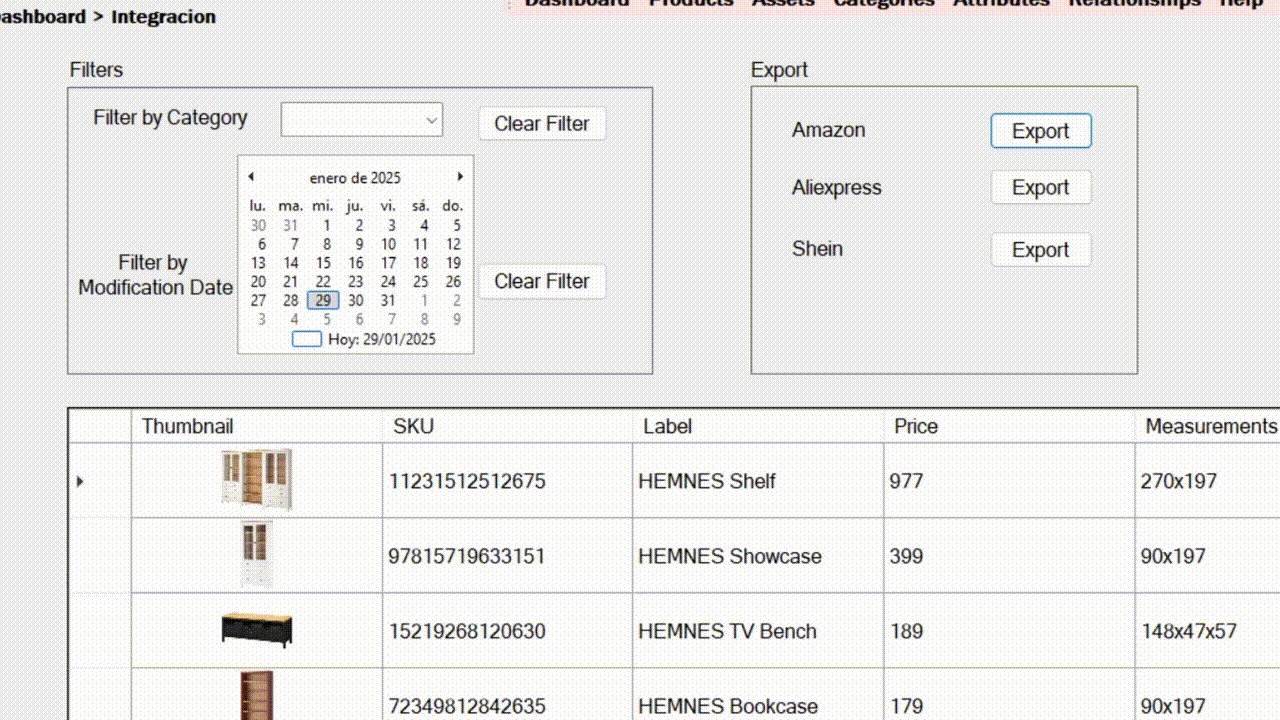 Dashboard Products Assets Categories Attributes Relationships Help
ashboard > Integracion
Filters
Filter by Category
Clear Filter
enero de 2025
lu. ma. mi. ju. vi. sá. do.
30 31 1 2 3 4 5
6 7 8 9 10 11 12
13 14 15 16 17 18 19
20 21 22 23 24 25 26
27 28 29 30 31 1 2
3 4 5 6 7 8 9
Hoy: 29/01/2025
Filter by
Modification Date
Clear Filter
Export
Amazon Export
Aliexpress Export
Shein Export
Thumbnail SKU Label Price Measurements
11231512512675 HEMNES Shelf 977 270x197
97815719633151 HEMNES Showcase 399 90x197
15219268120630 HEMNES TV Bench 189 148x47x57
72349812842635 HEMNES Bookcase 179 90x197